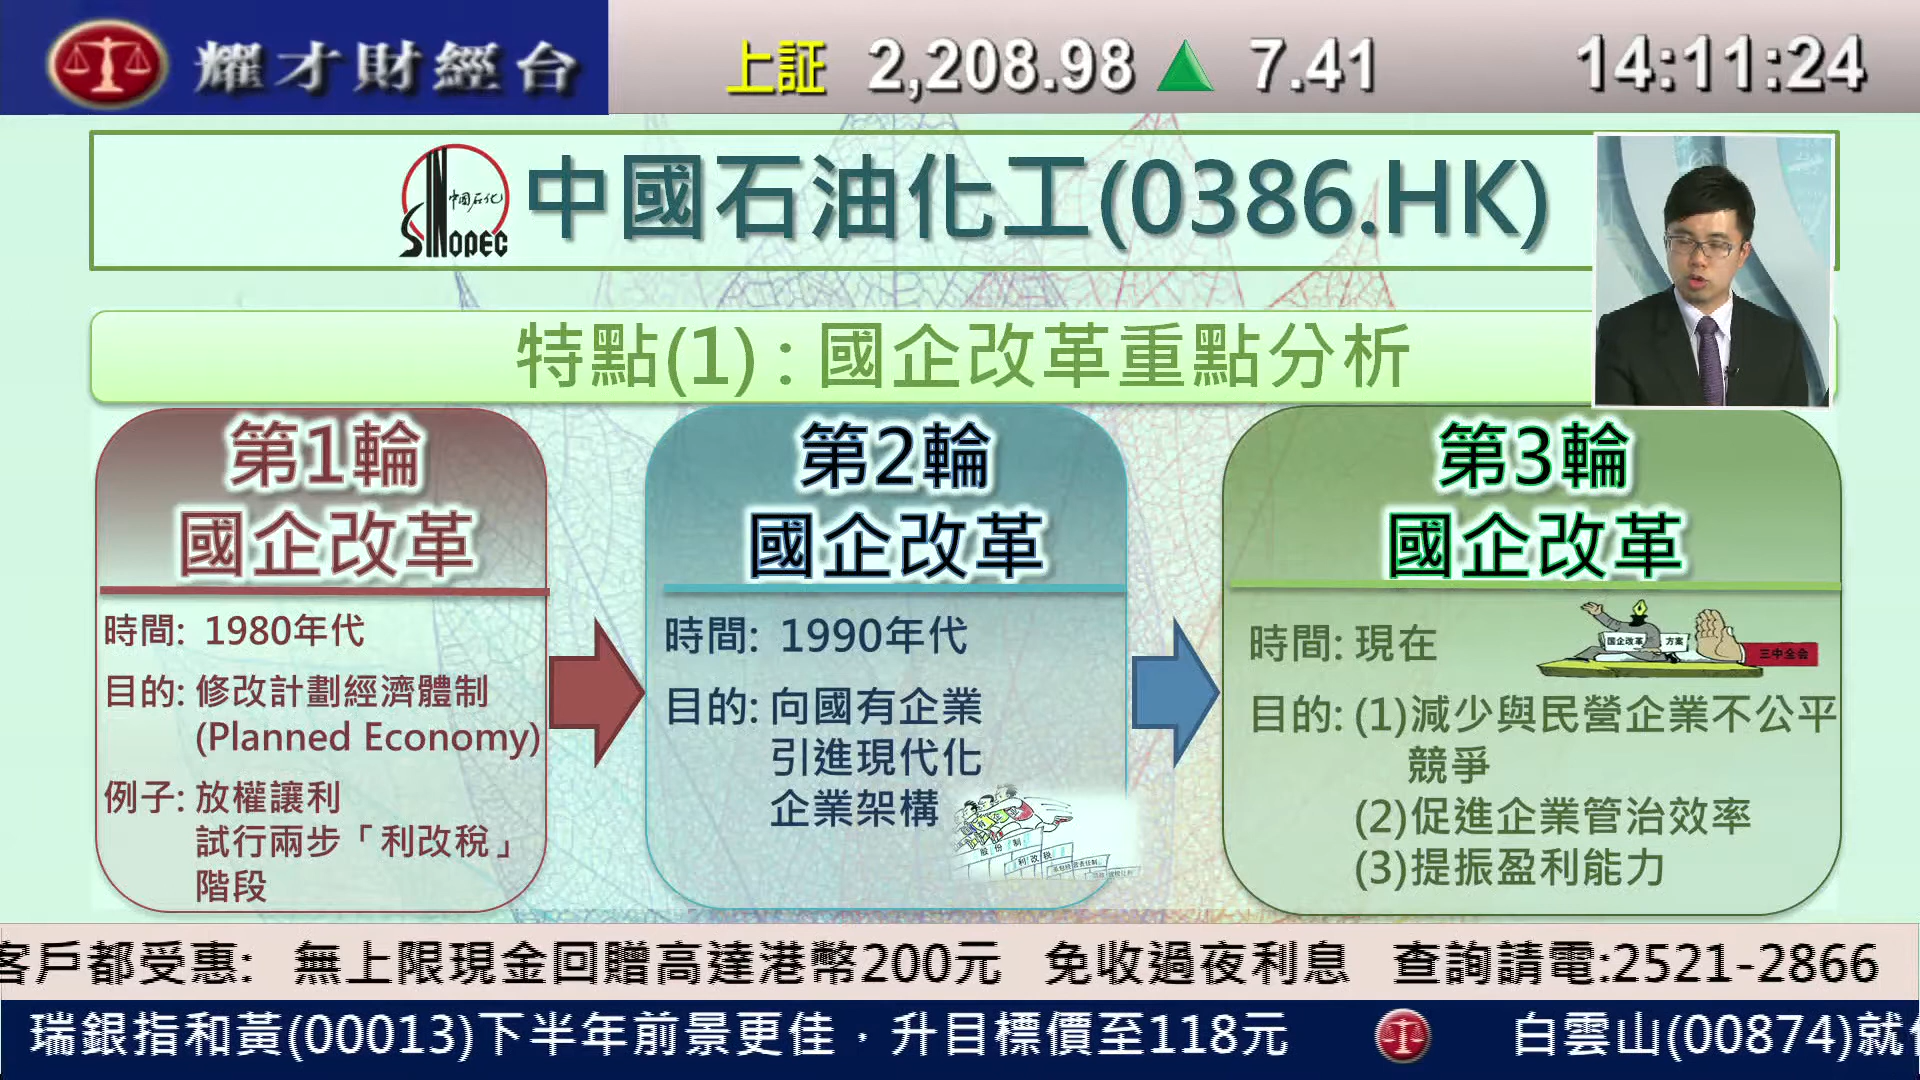 耀才財經台
上証 2,208.98 ▲ 7.41
14:11:24
中国石化
SINOPEC
中國石油化工(0386.HK)
特點(1) : 國企改革重點分析
第1輪
國企改革
時間: 1980年代
目的: 修改計劃經濟體制
(Planned Economy)
例子: 放權讓利
試行兩步「利改稅」
階段
第2輪
國企改革
時間: 1990年代
目的: 向國有企業
引進現代化
企業架構
股份制
利改税
第3輪
國企改革
時間: 現在
国企改革 方案
三中全会
目的: (1)減少與民營企業不公平
競爭
(2)促進企業管治效率
(3)提振盈利能力
客戶都受惠: 無上限現金回贈高達港幣200元 免收過夜利息 查詢請電:2521-2866
瑞銀指和黃(00013)下半年前景更佳，升目標價至118元 白雲山(00874)就